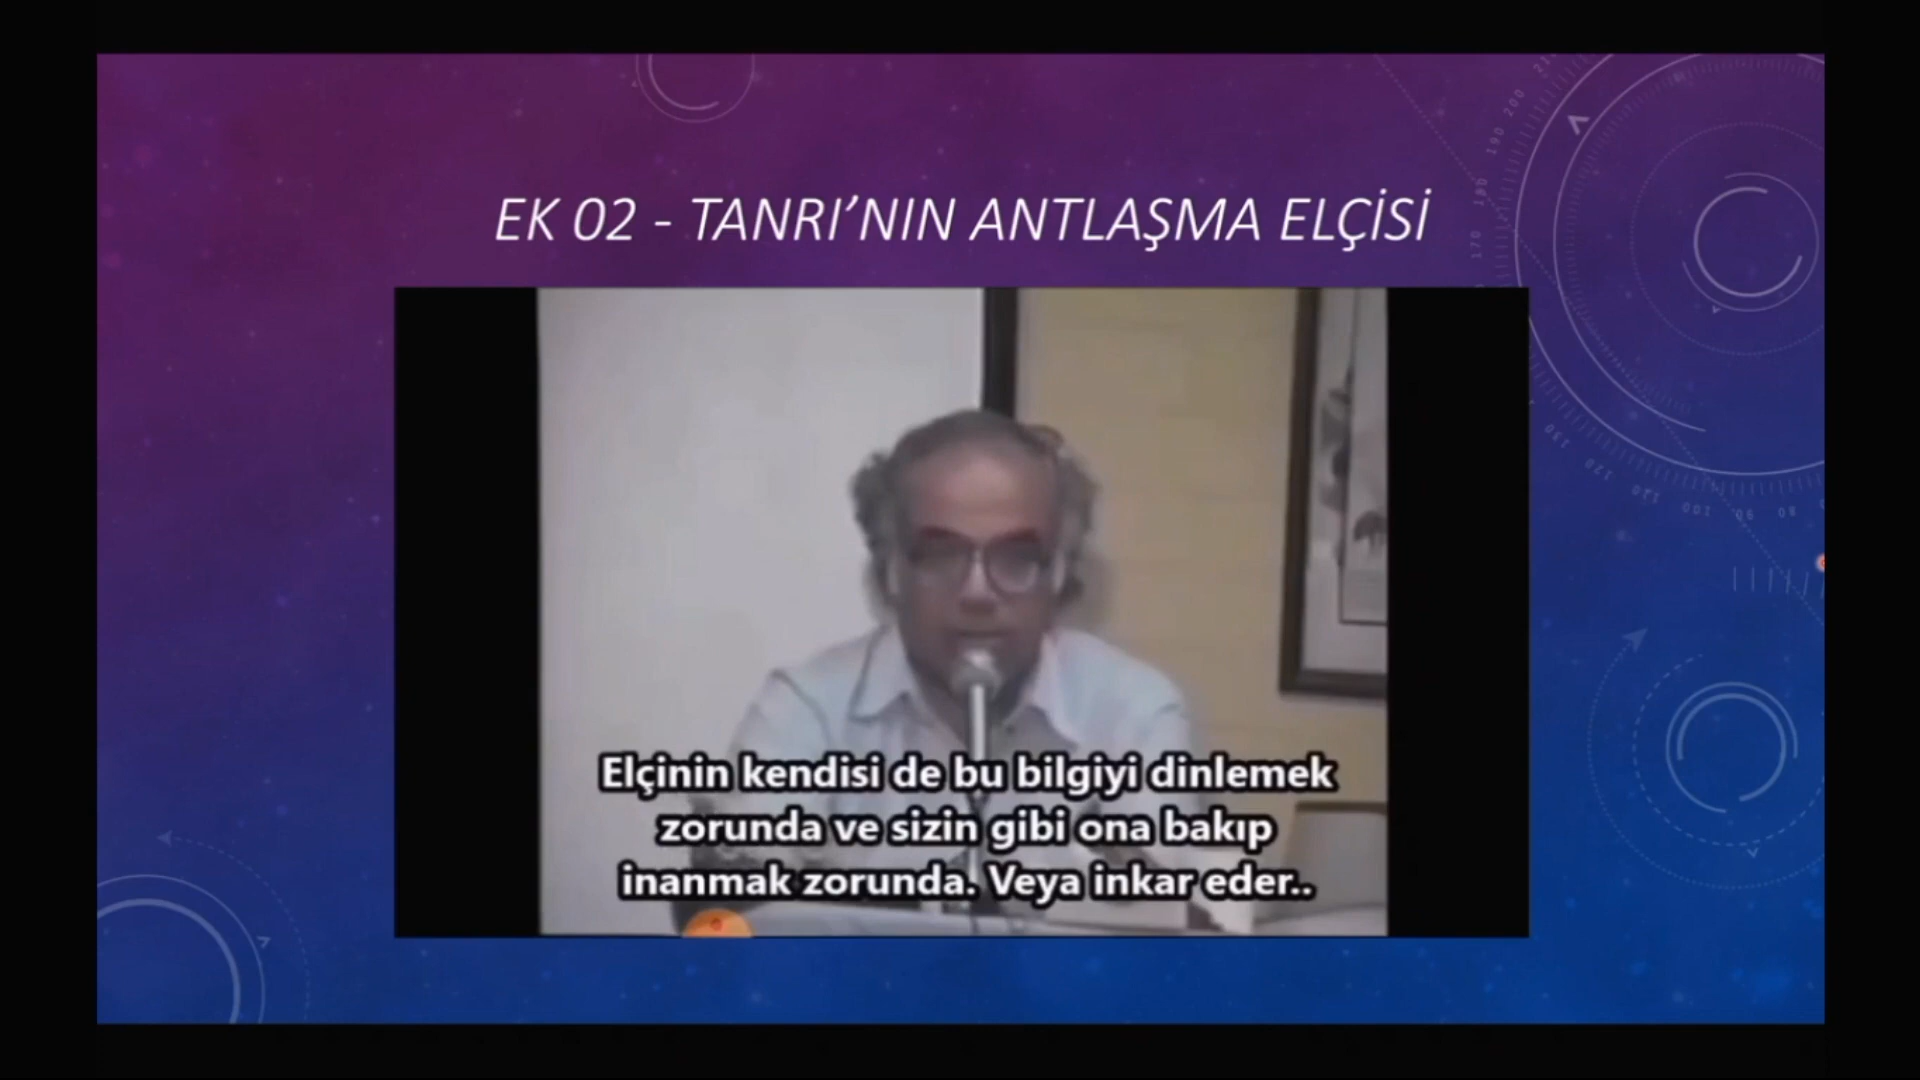 EK 02 - TANRI’NIN ANTLAŞMA ELÇİSİ
Elçinin kendisi de bu bilgiyi dinlemek
zorunda ve sizin gibi ona bakıp
inanmak zorunda. Veya inkar eder..